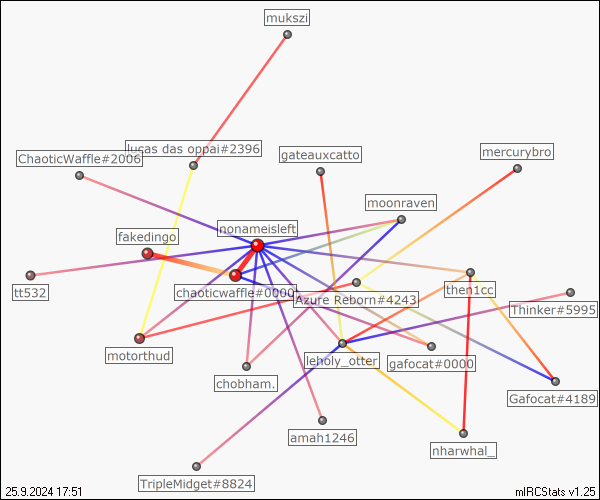 mukszi
lucas das oppai#2396
ChaoticWaffle#2006
gateauxcatto
mercurybro
moonraven
nonameisleft
fakedingo
tt532
chaoticwaffle#0000
Azure Reborn#4243
then1cc
Thinker#5995
motorthud
leholy_otter
gafocat#0000
chobham.
Gafocat#4189
amah1246
nharwhal_
TripleMidget#8824
25.9.2024 17:51
mIRCStats v1.25